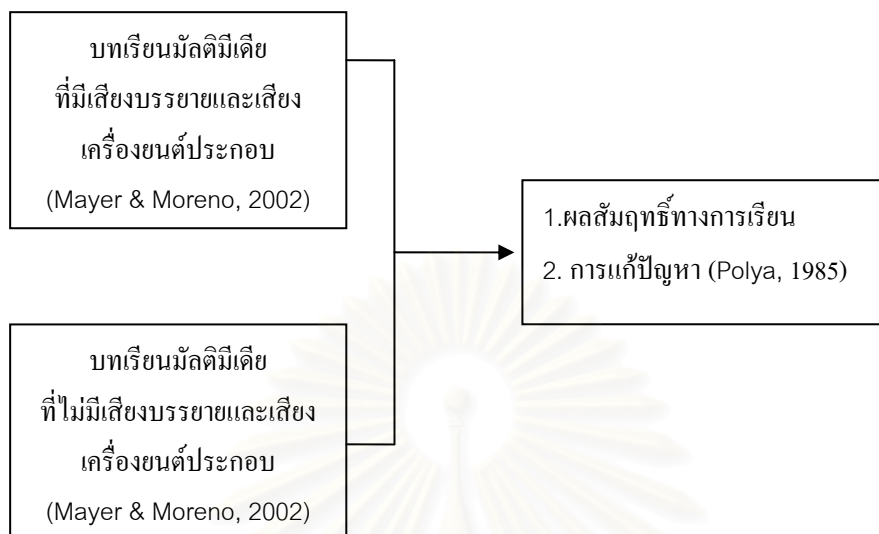 บทเรียนมัลติมีเดีย
ที่มีเสียงบรรยายและเสียง
เครื่องยนต์ประกอบ
(Mayer & Moreno, 2002)
1.ผลสัมฤทธิ์ทางการเรียน
2. การแก้ปัญหา (Polya, 1985)
บทเรียนมัลติมีเดีย
ที่ไม่มีเสียงบรรยายและเสียง
เครื่องยนต์ประกอบ
(Mayer & Moreno, 2002)